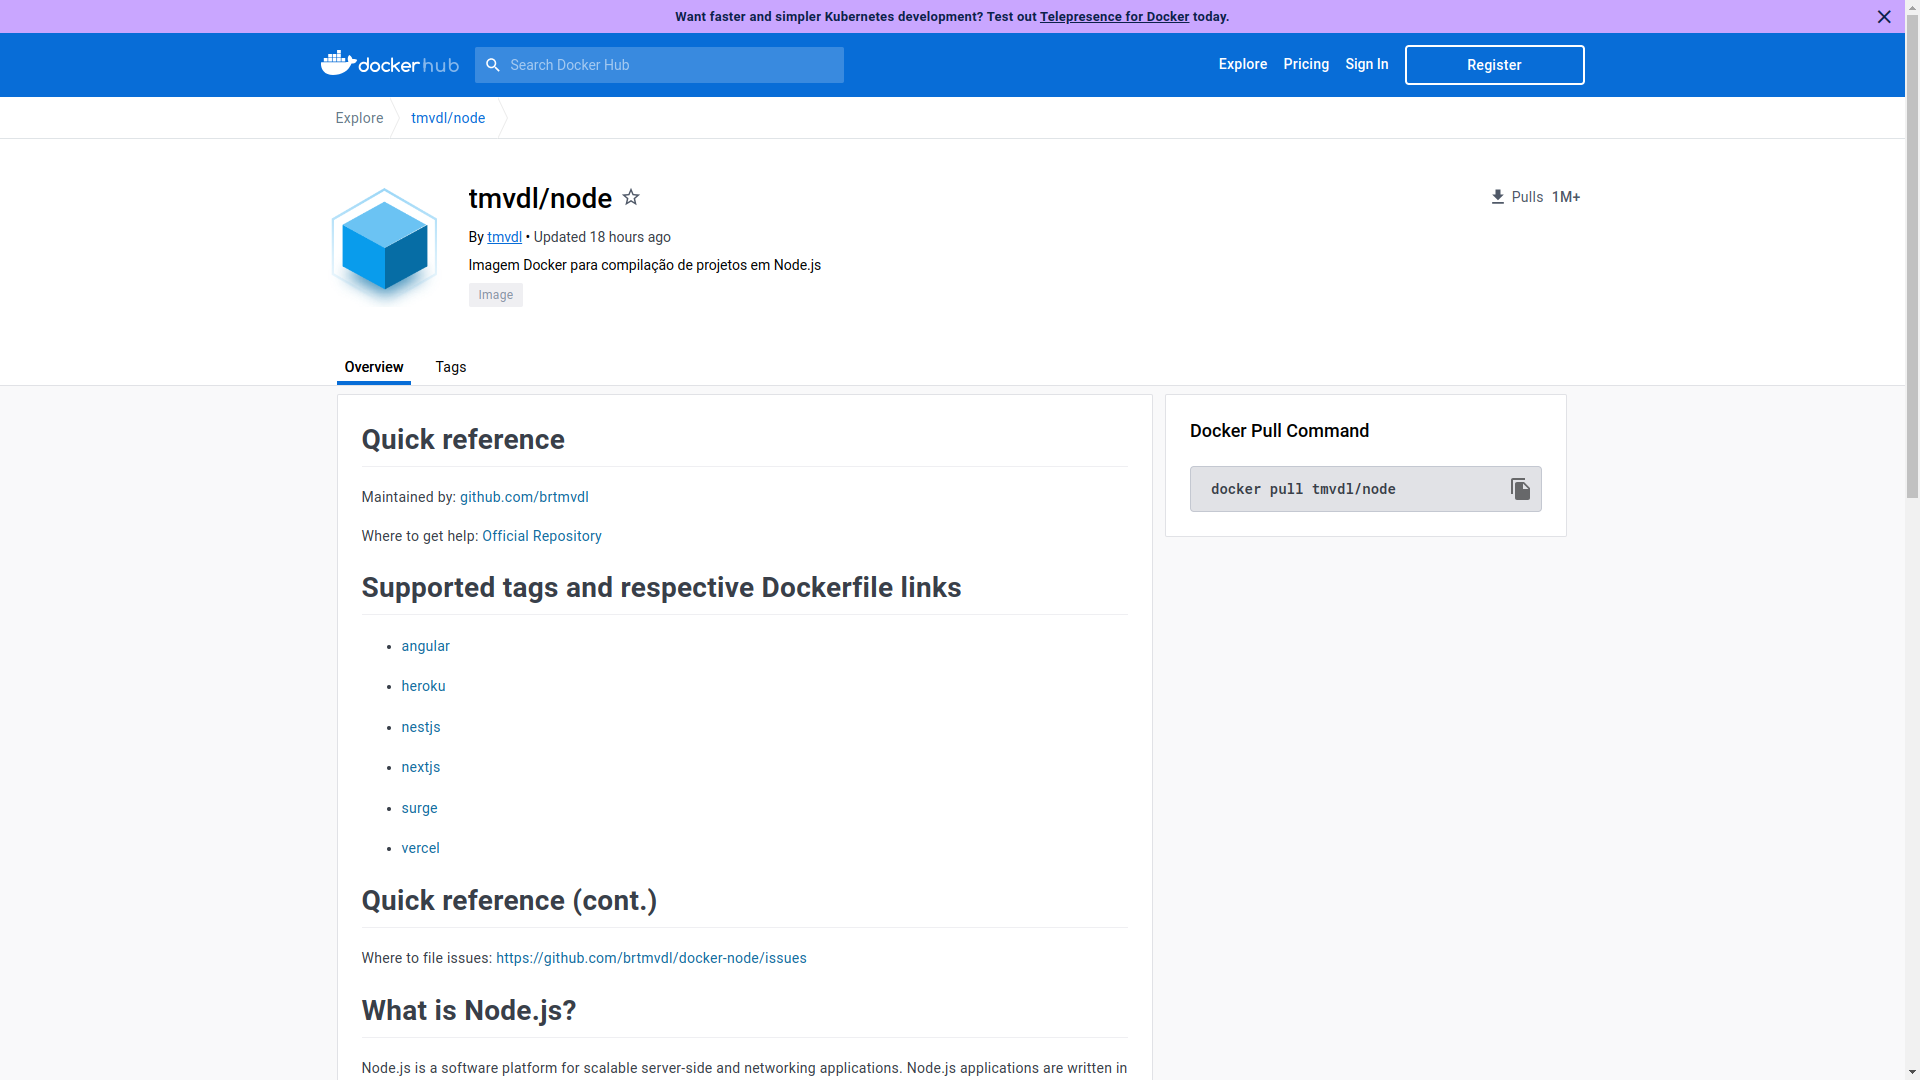 Want faster and simpler Kubernetes development? Test out Telepresence for Docker today.
docker hub
Search Docker Hub
Explore
Pricing
Sign In
Register
Explore
tmvdl/node
tmvdl/node
Pulls 1M+
By tmvdl • Updated 18 hours ago
Imagem Docker para compilação de projetos em Node.js
Image
Overview
Tags
Quick reference
Maintained by: github.com/brtmvdl
Where to get help: Official Repository
Supported tags and respective Dockerfile links
• angular
• heroku
• nestjs
• nextjs
• surge
• vercel
Quick reference (cont.)
Where to file issues: https://github.com/brtmvdl/docker-node/issues
What is Node.js?
Node.js is a software platform for scalable server-side and networking applications. Node.js applications are written in
Docker Pull Command
docker pull tmvdl/node